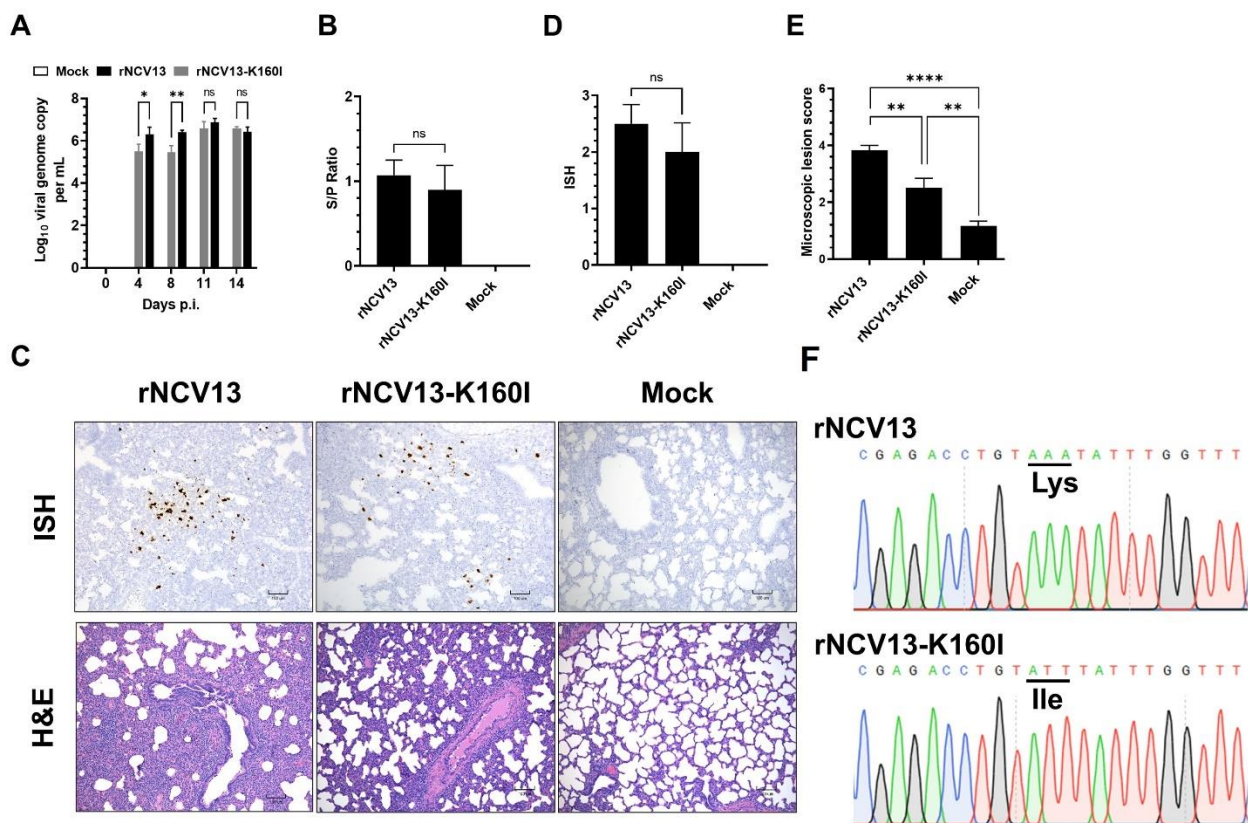 A
Mock rNCV13 rNCV13-K160I
* ** ns ns
8
6
4
2
0
0 4 8 11 14
Log10 viral genome copy
per mL
Days p.i.
B
ns
2
1
0
S/P Ratio
rNCV13
rNCV13-K160I
Mock
D
ns
3
2
1
0
ISH
rNCV13
rNCV13-K160I
Mock
E
****
** **
6
4
2
0
Microscopic lesion score
rNCV13
rNCV13-K160I
Mock
C
rNCV13 rNCV13-K160I Mock
ISH
H&E
F
rNCV13
C G A G A C C T G T A A A T A T T T G G T T T
Lys
rNCV13-K160I
C G A G A C C T G T A T T T A T T T G G T T T
Ile